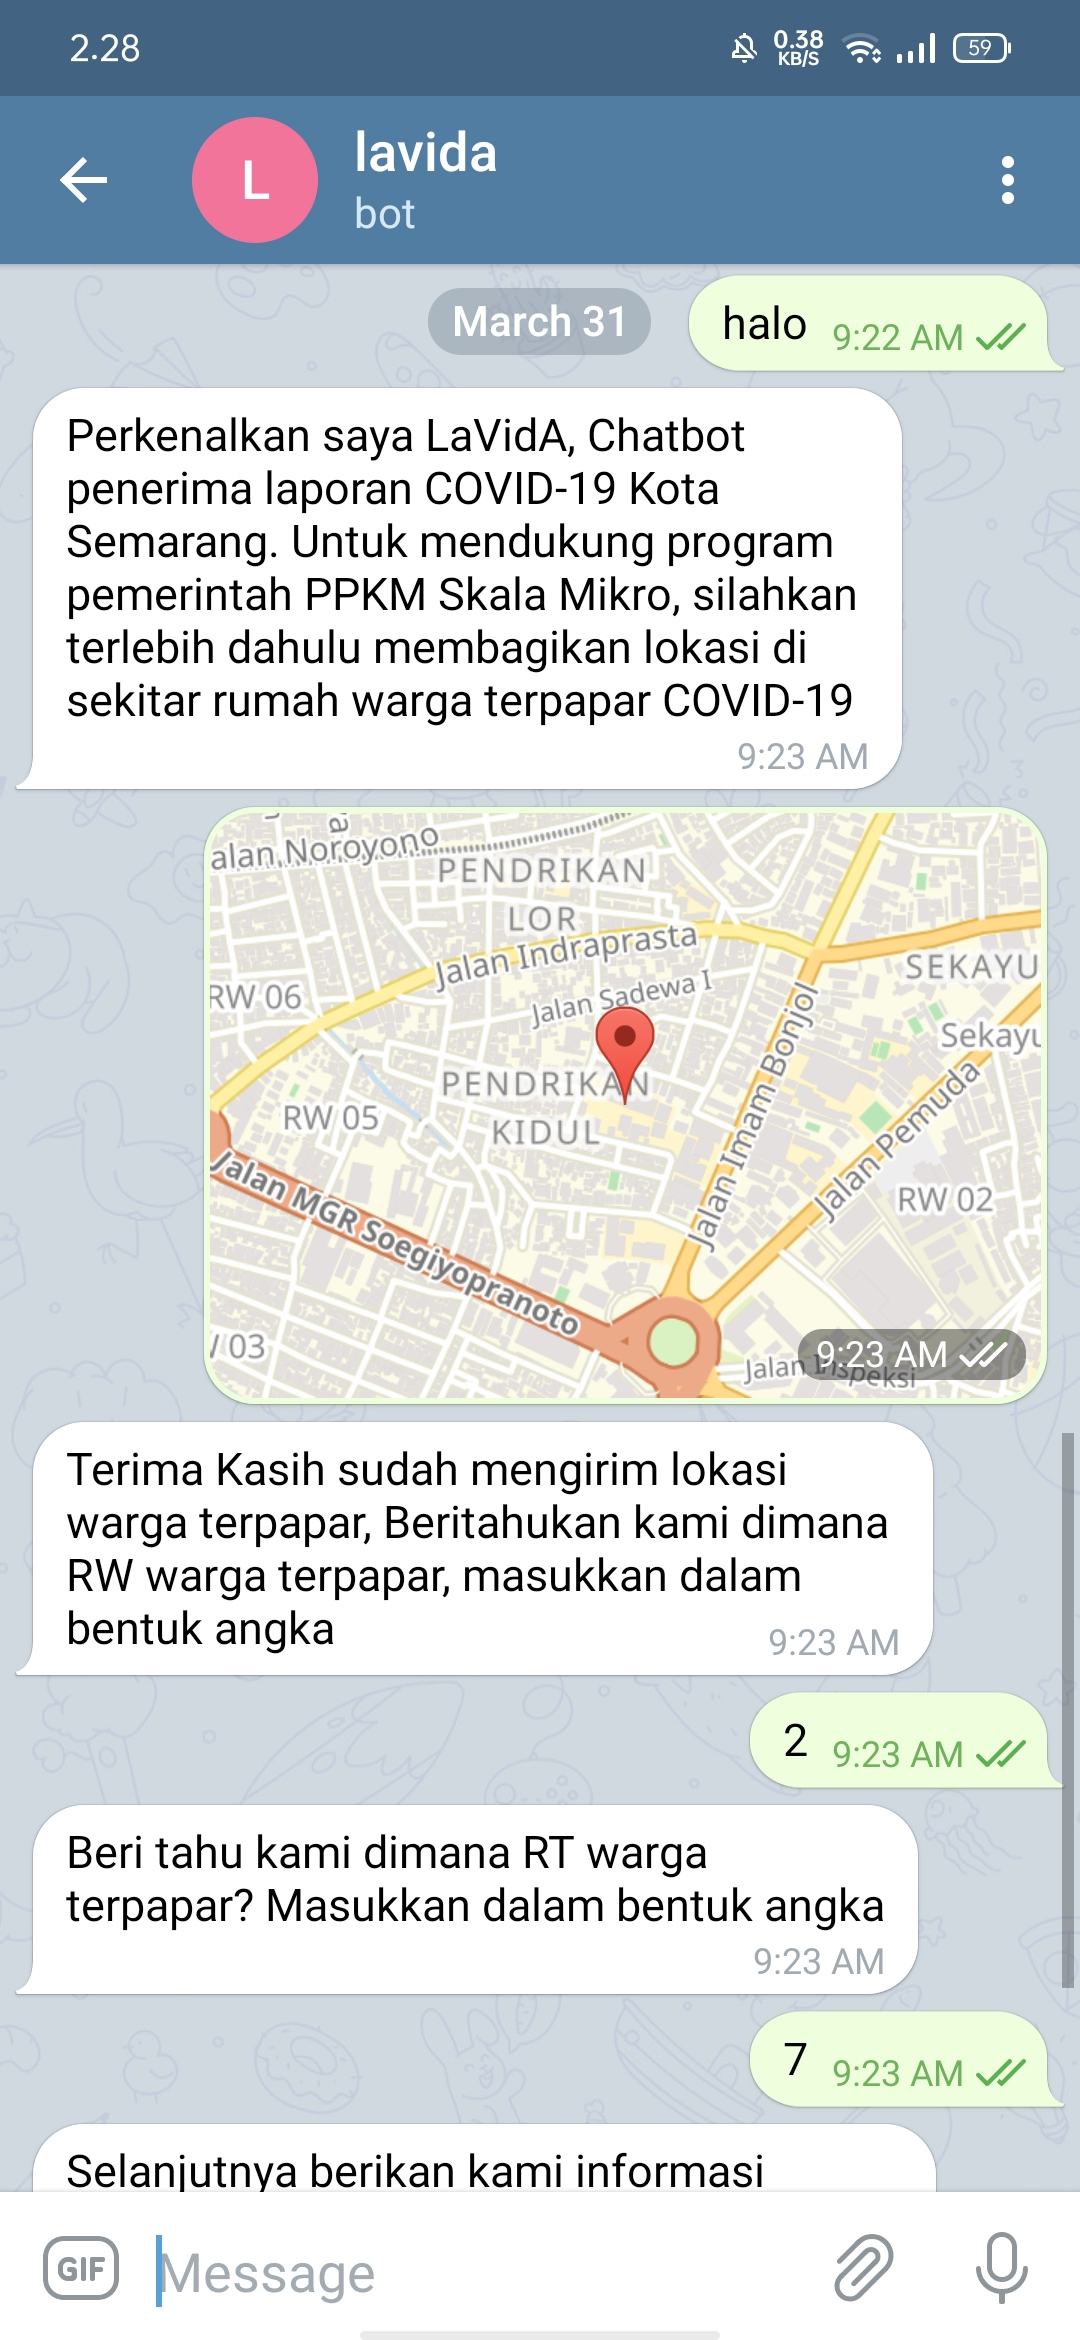 2.28
0.38
KB/S
59
L
lavida
bot
March 31
halo 9:22 AM
Perkenalkan saya LaVidA, Chatbot
penerima laporan COVID-19 Kota
Semarang. Untuk mendukung program
pemerintah PPKM Skala Mikro, silahkan
terlebih dahulu membagikan lokasi di
sekitar rumah warga terpapar COVID-19
9:23 AM
alan Noroyono
PENDRIKAN
LOR
Jalan Indraprasta
SEKAYU
RW 06
Jalan Sadewa I
Sekayu
PENDRIKAN
KIDUL
RW 05
Jalan Imam Bonjol
Jalan Pemuda
RW 02
Jalan MGR Soegiyopranoto
03
9:23 AM
Jalan Inspeksi
Terima Kasih sudah mengirim lokasi
warga terpapar, Beritahukan kami dimana
RW warga terpapar, masukkan dalam
bentuk angka
9:23 AM
2 9:23 AM
Beri tahu kami dimana RT warga
terpapar? Masukkan dalam bentuk angka
9:23 AM
7 9:23 AM
Selanjutnya berikan kami informasi
GIF
Message